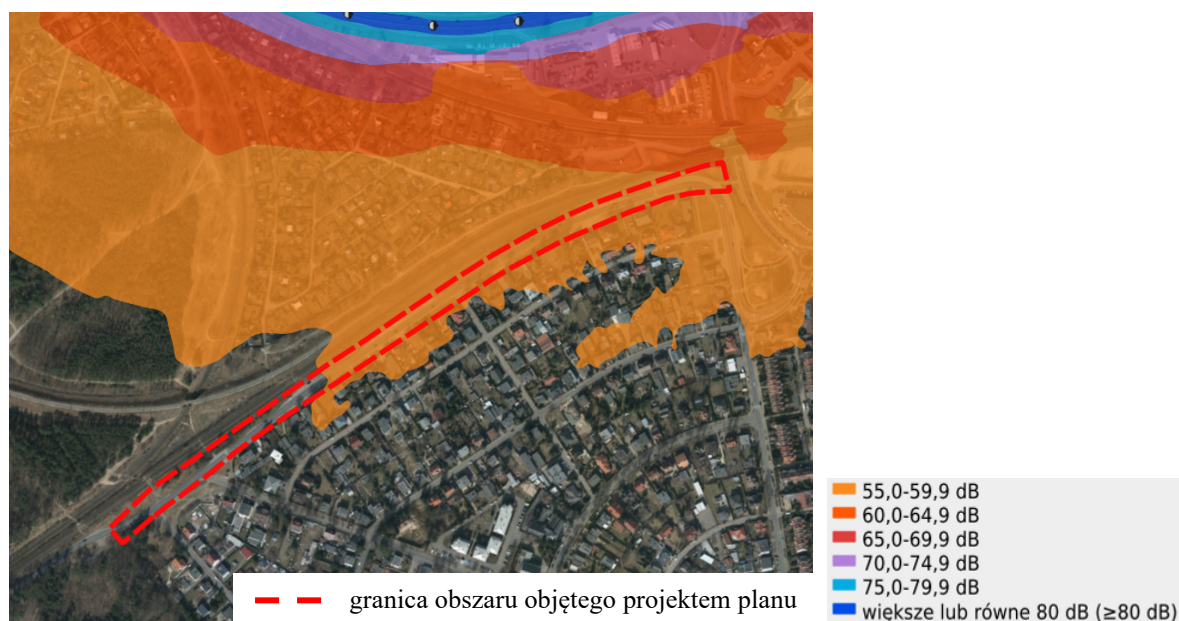 55,0-59,9 dB
60,0-64,9 dB
65,0-69,9 dB
70,0-74,9 dB
75,0-79,9 dB
większe lub równe 80 dB (≥80 dB)
granica obszaru objętego projektem planu